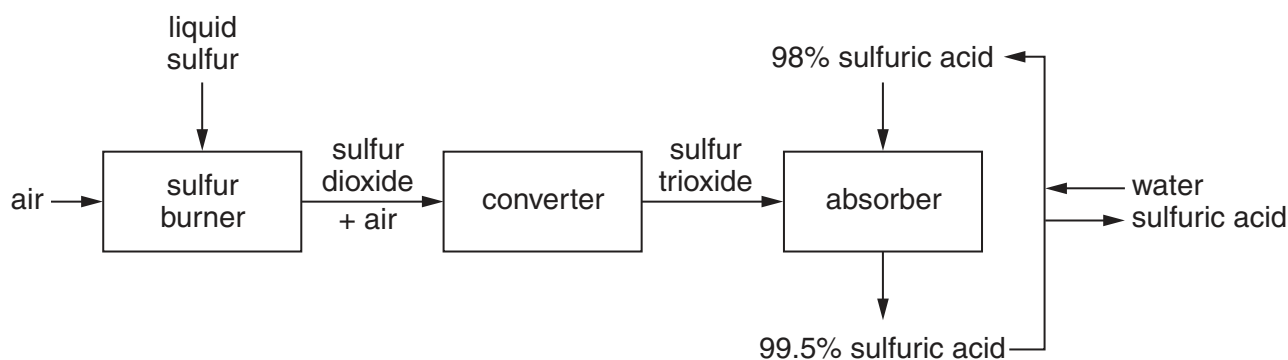 liquid
sulfur
98% sulfuric acid
air
sulfur
burner
sulfur
dioxide
+ air
converter
sulfur
trioxide
absorber
water
sulfuric acid
99.5% sulfuric acid